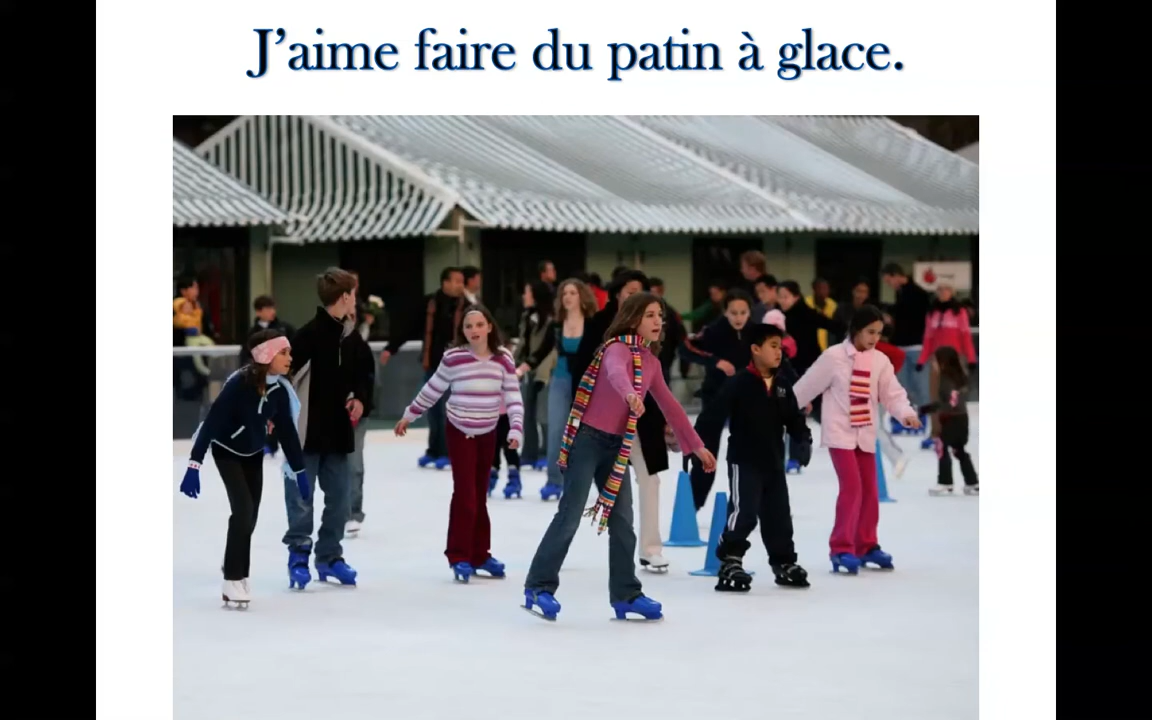 J’aime faire du patin à glace.